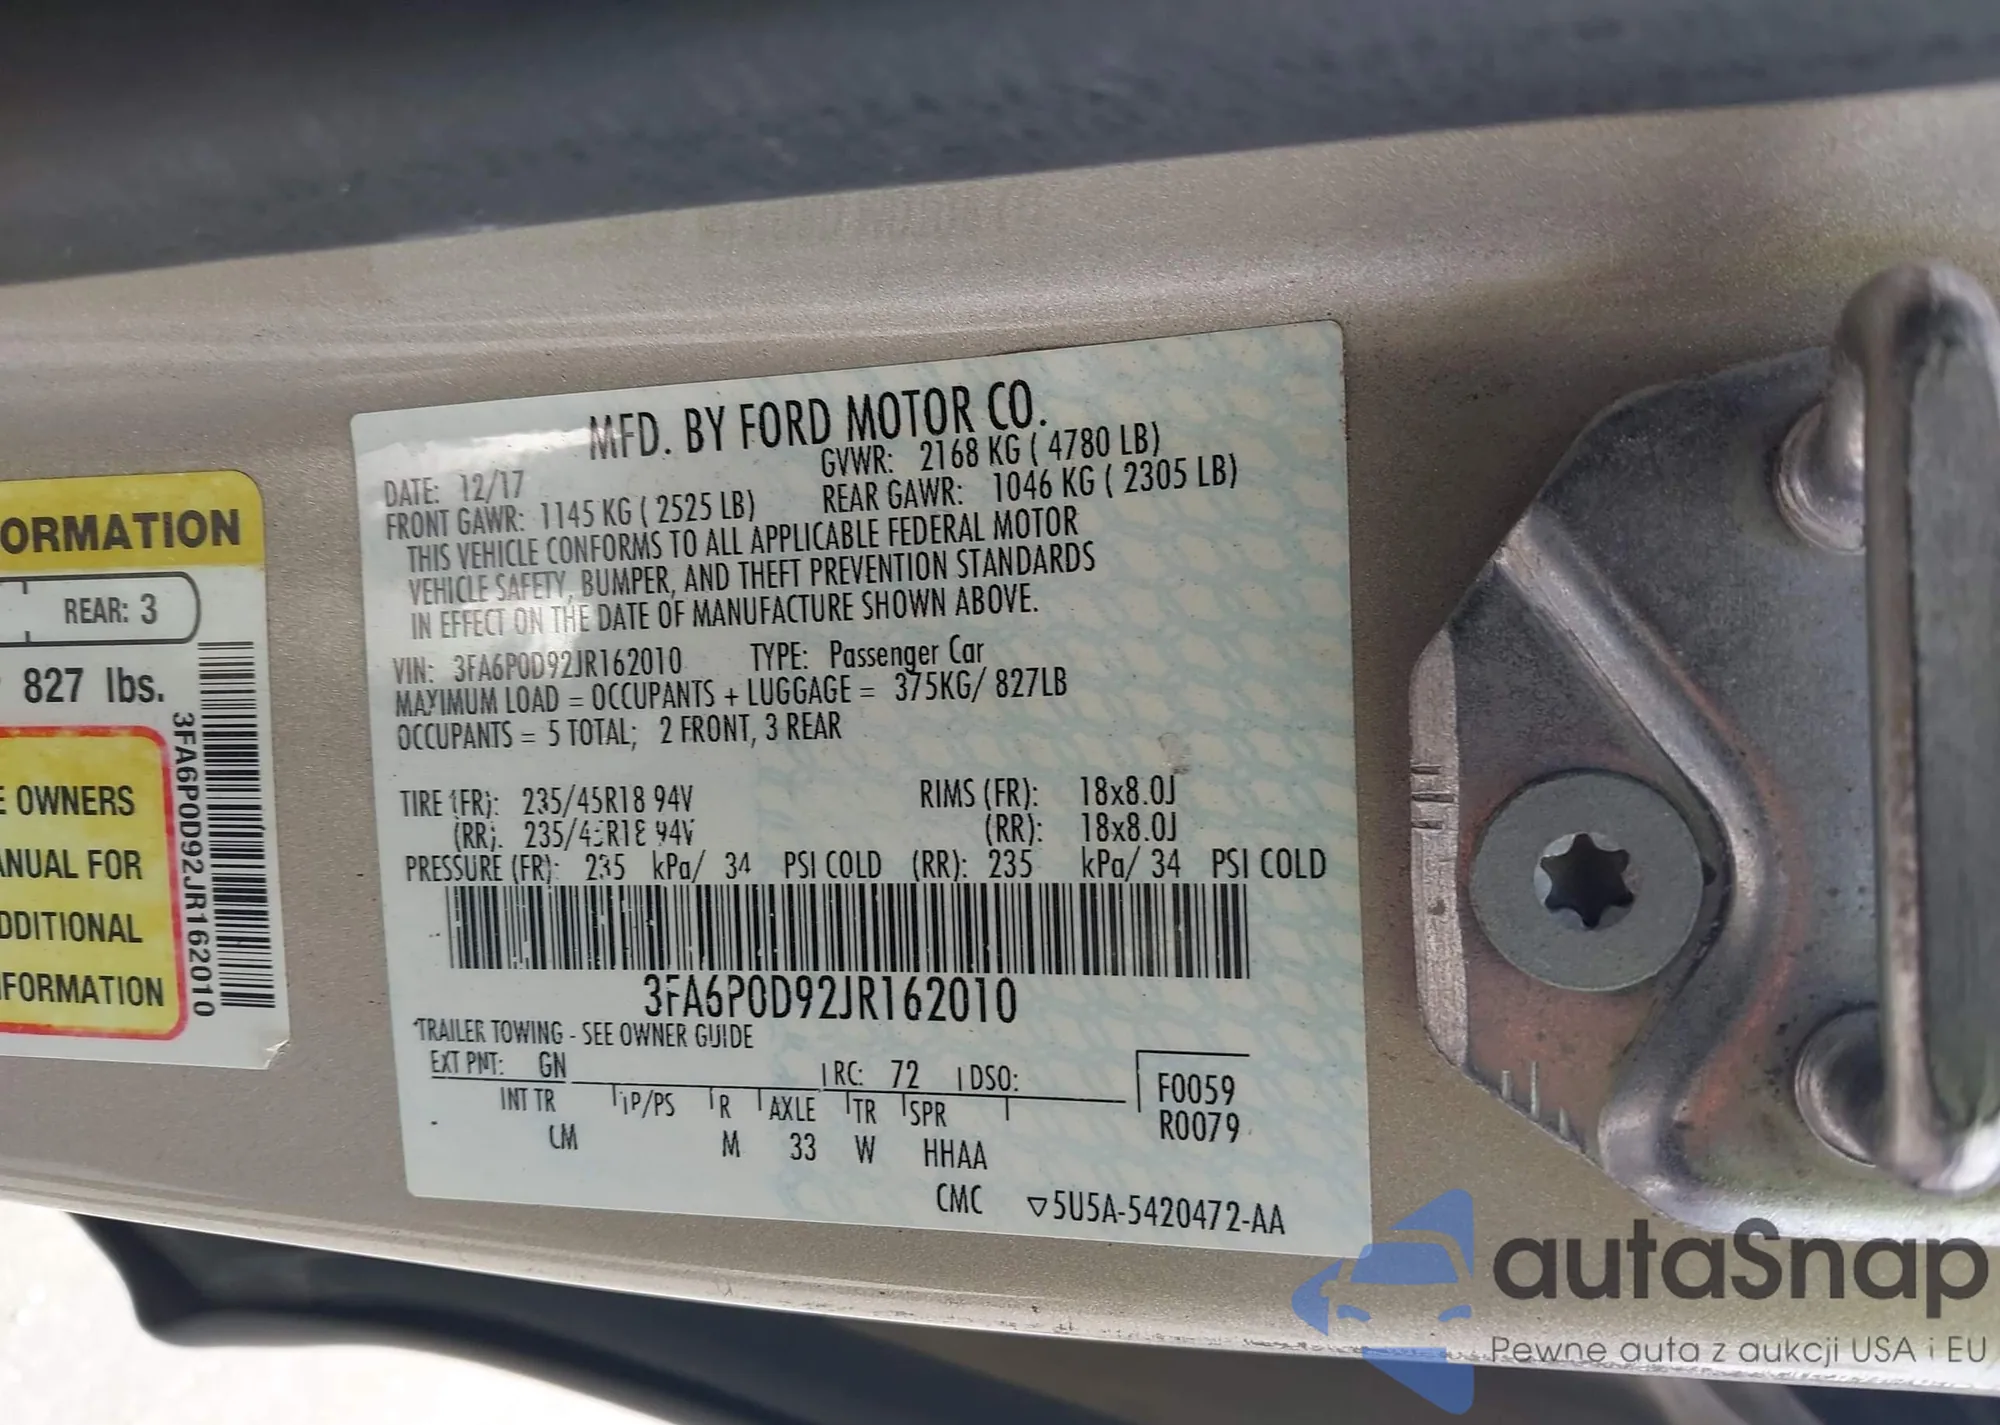 ORMATION
REAR: 3
827 lbs.
E OWNERS
ANUAL FOR
DDITIONAL
FORMATION
3FA6P0D92JR162010
MFD. BY FORD MOTOR CO.
DATE: 12/17 GVWR: 2168 KG ( 4780 LB)
FRONT GAWR: 1145 KG ( 2525 LB) REAR GAWR: 1046 KG ( 2305 LB)
THIS VEHICLE CONFORMS TO ALL APPLICABLE FEDERAL MOTOR
VEHICLE SAFETY, BUMPER, AND THEFT PREVENTION STANDARDS
IN EFFECT ON THE DATE OF MANUFACTURE SHOWN ABOVE.
VIN: 3FA6P0D92JR162010 TYPE: Passenger Car
MAXIMUM LOAD = OCCUPANTS + LUGGAGE = 375KG/ 827LB
OCCUPANTS = 5 TOTAL; 2 FRONT, 3 REAR
TIRE (FR): 235/45R18 94V RIMS (FR): 18x8.0J
(RR): 235/45R18 94V (RR): 18x8.0J
PRESSURE (FR): 235 kPa/ 34 PSI COLD (RR): 235 kPa/ 34 PSI COLD
3FA6P0D92JR162010
TRAILER TOWING - SEE OWNER GUIDE
EXT PNT: GN RC: 72 DSO:
F0059
INT TR TP/PS R AXLE TR SPR
R0079
CM M 33 W HHAA
CMC ▽5U5A-5420472-AA
autaSnap
Pewne auta z aukcji USA i EU